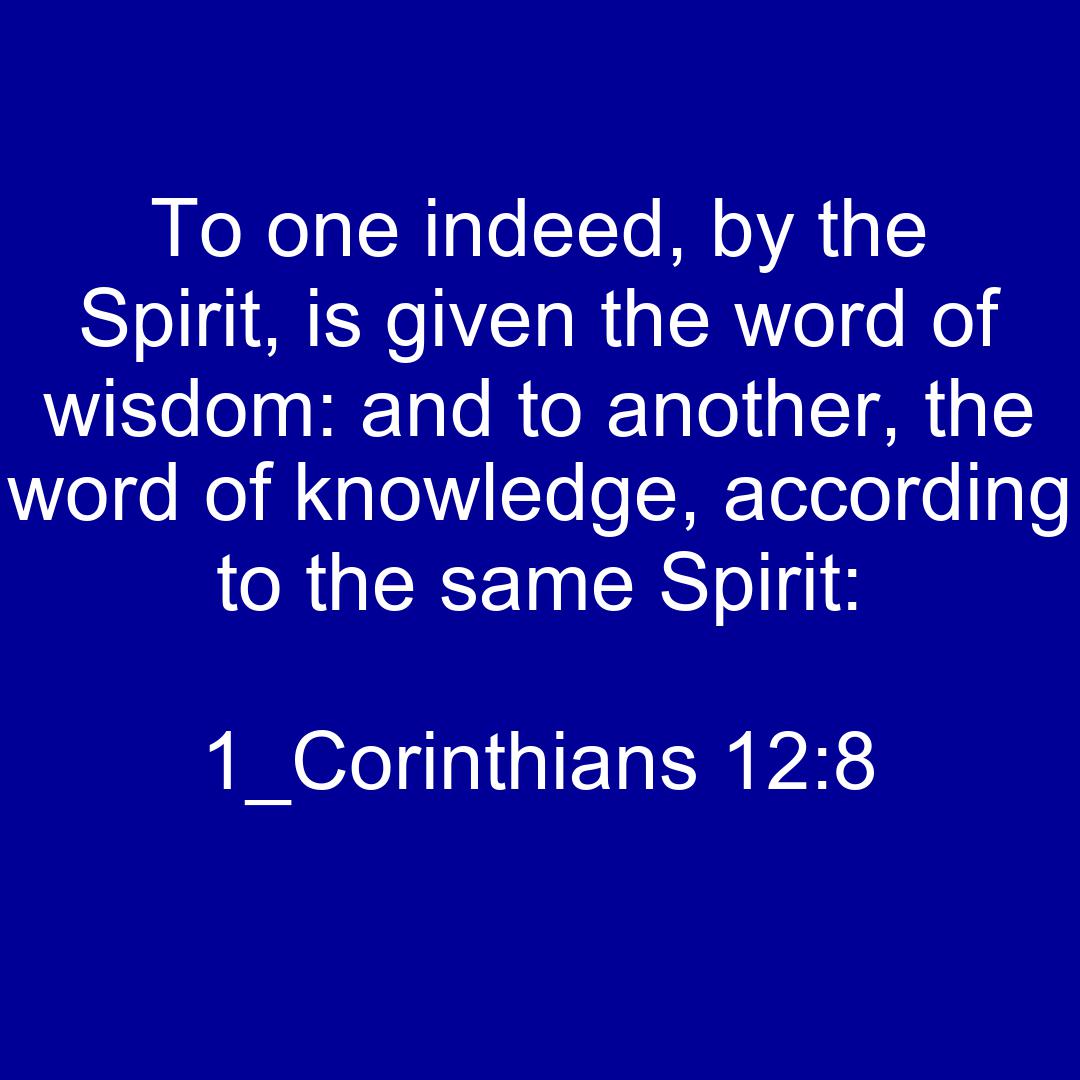 To one indeed, by the
Spirit, is given the word of
wisdom: and to another, the
word of knowledge, according
to the same Spirit:
1_Corinthians 12:8